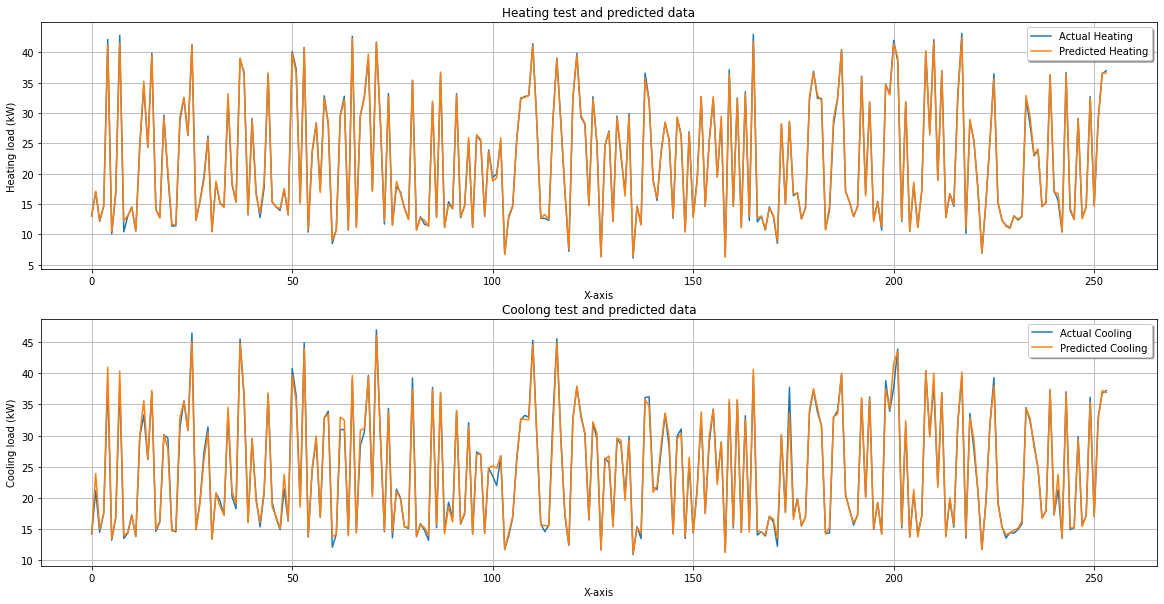 Heating test and predicted data
Heating load (kW)
40
35
30
25
20
15
10
5
Actual Heating
Predicted Heating
0
50
100
150
200
250
X-axis
Coolong test and predicted data
Cooling load (kW)
45
40
35
30
25
20
15
10
Actual Cooling
Predicted Cooling
0
50
100
150
200
250
X-axis